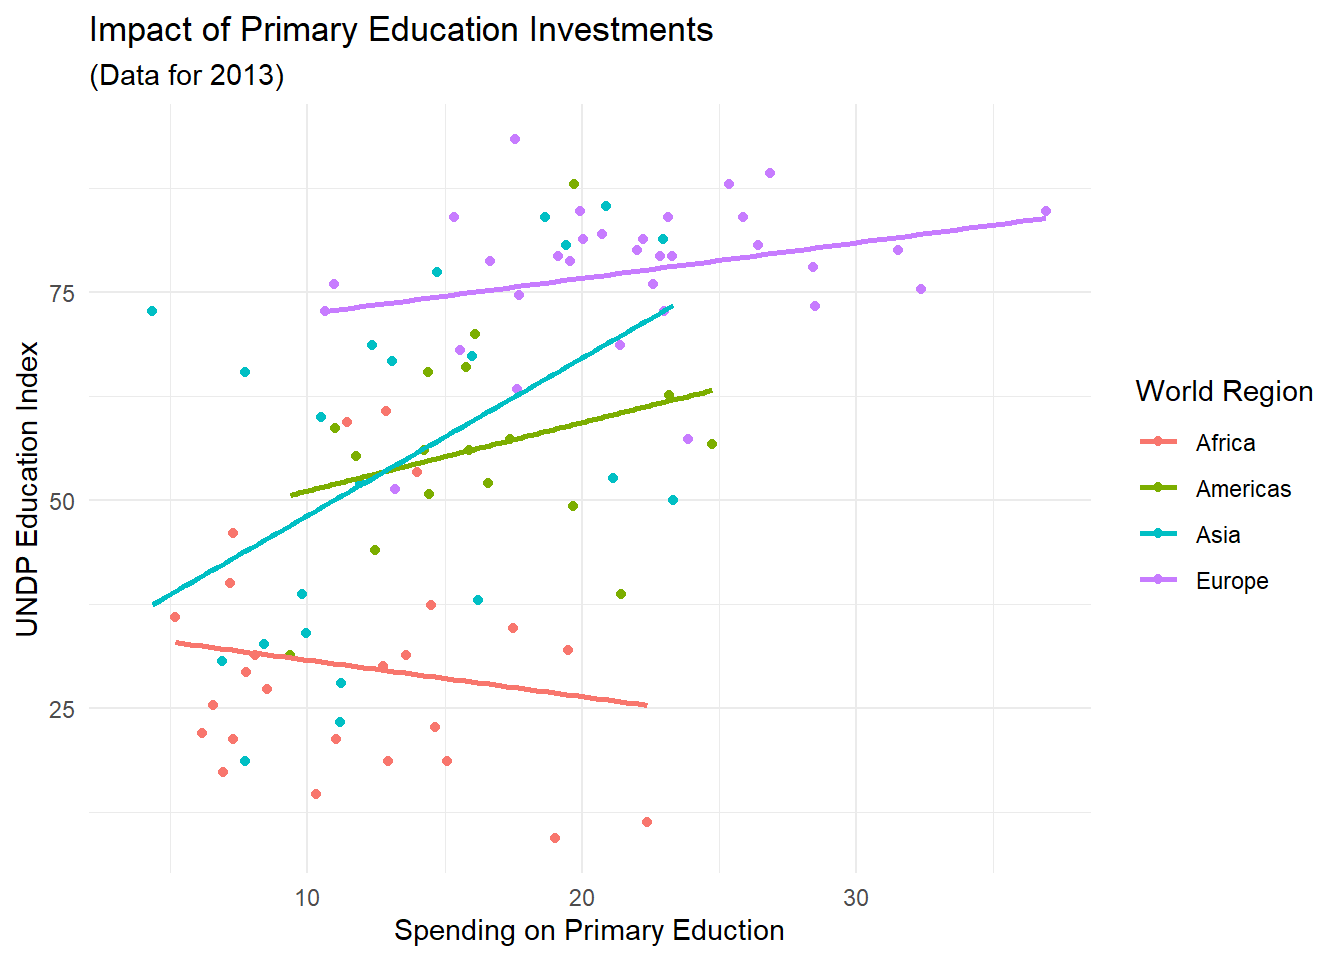 Impact of Primary Education Investments
(Data for 2013)
UNDP Education Index
75
50
25
10
20
30
Spending on Primary Eduction
World Region
Africa
Americas
Asia
Europe